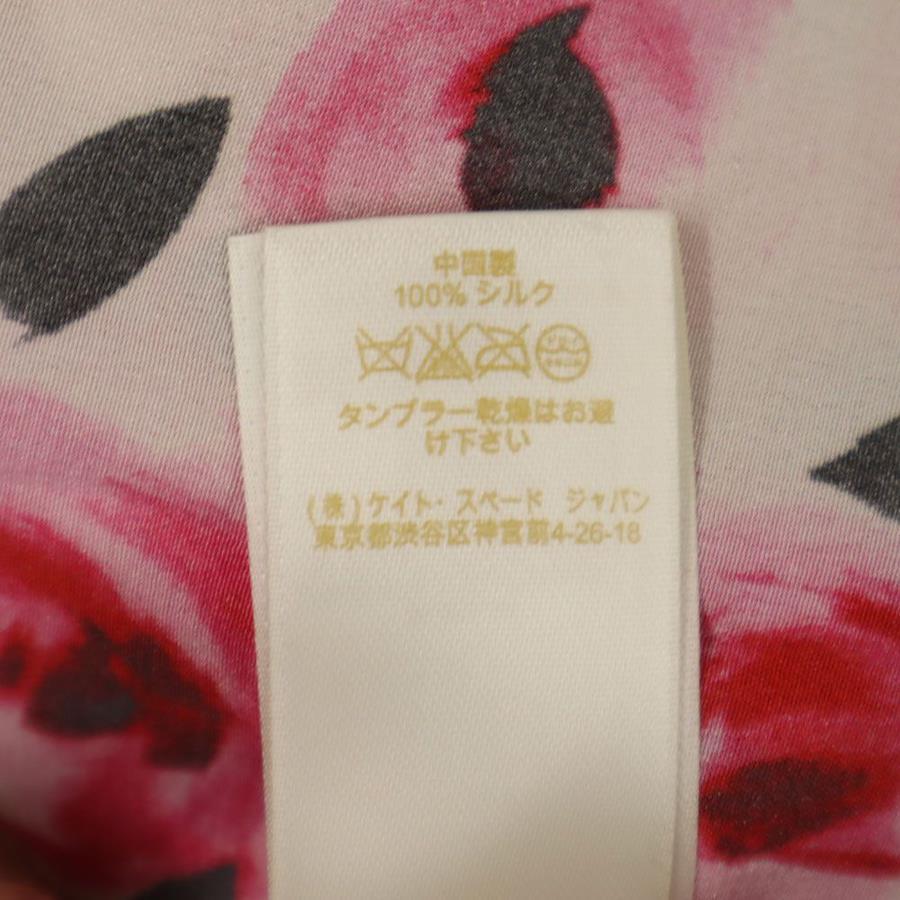 中国製
100% シルク
タンブラー乾燥はお避
け下さい
(株)ケイト・スペード ジャパン
東京都渋谷区神宮前4-26-18